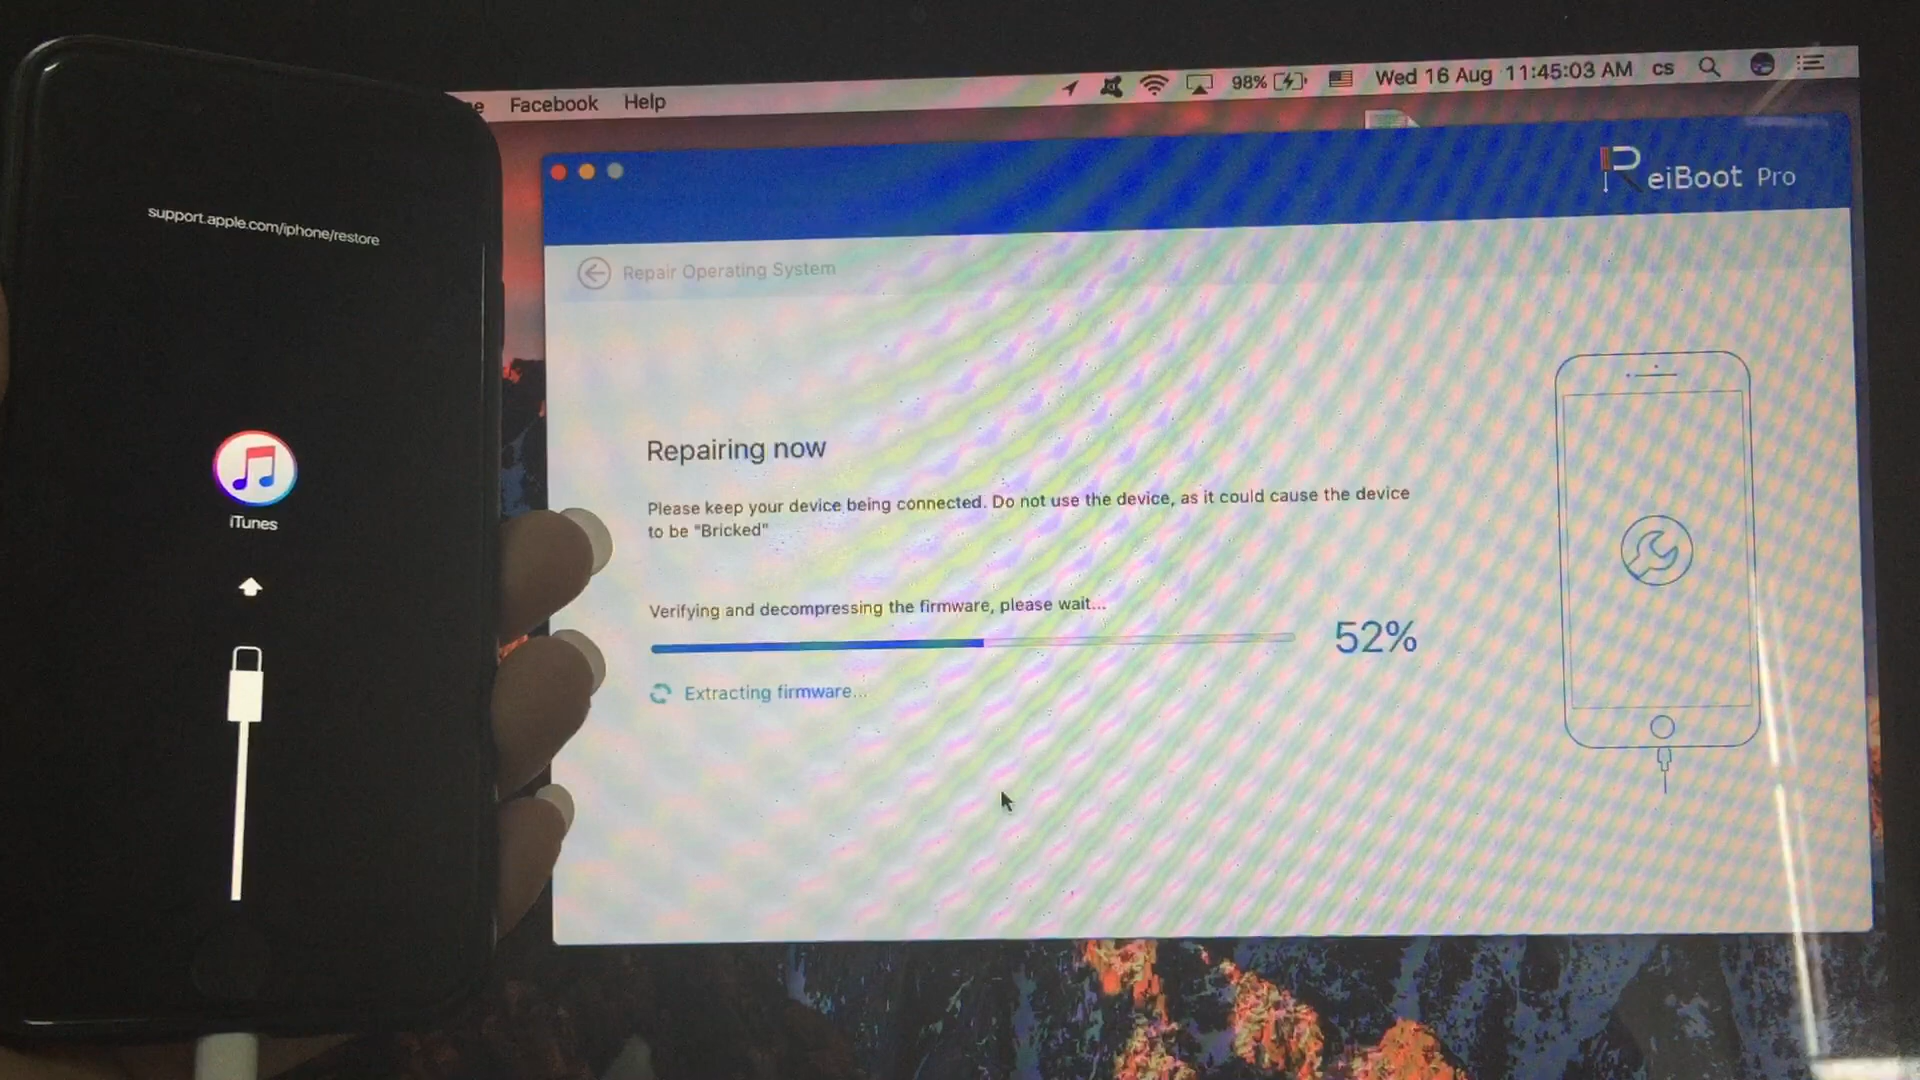 support.apple.com/iphone/restore
iTunes
Facebook Help
98% Wed 16 Aug 11:45:03 AM cs
ReiBoot Pro
Repair Operating System
Repairing now
Please keep your device being connected. Do not use the device, as it could cause the device
to be "Bricked"
Verifying and decompressing the firmware, please wait...
52%
Extracting firmware...